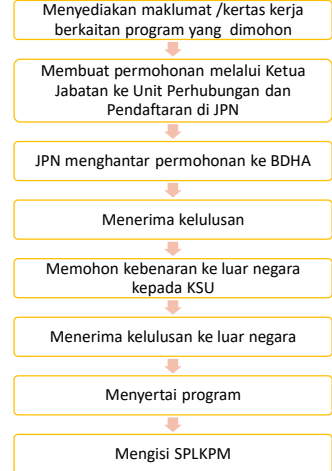 Menyediakan maklumat /kertas kerja
berkaitan program yang dimohon
Membuat permohonan melalui Ketua
Jabatan ke Unit Perhubungan dan
Pendaftaran di JPN
JPN menghantar permohonan ke BDHA
Menerima kelulusan
Memohon kebenaran ke luar negara
kepada KSU
Menerima kelulusan ke luar negara
Menyertai program
Mengisi SPLKPM